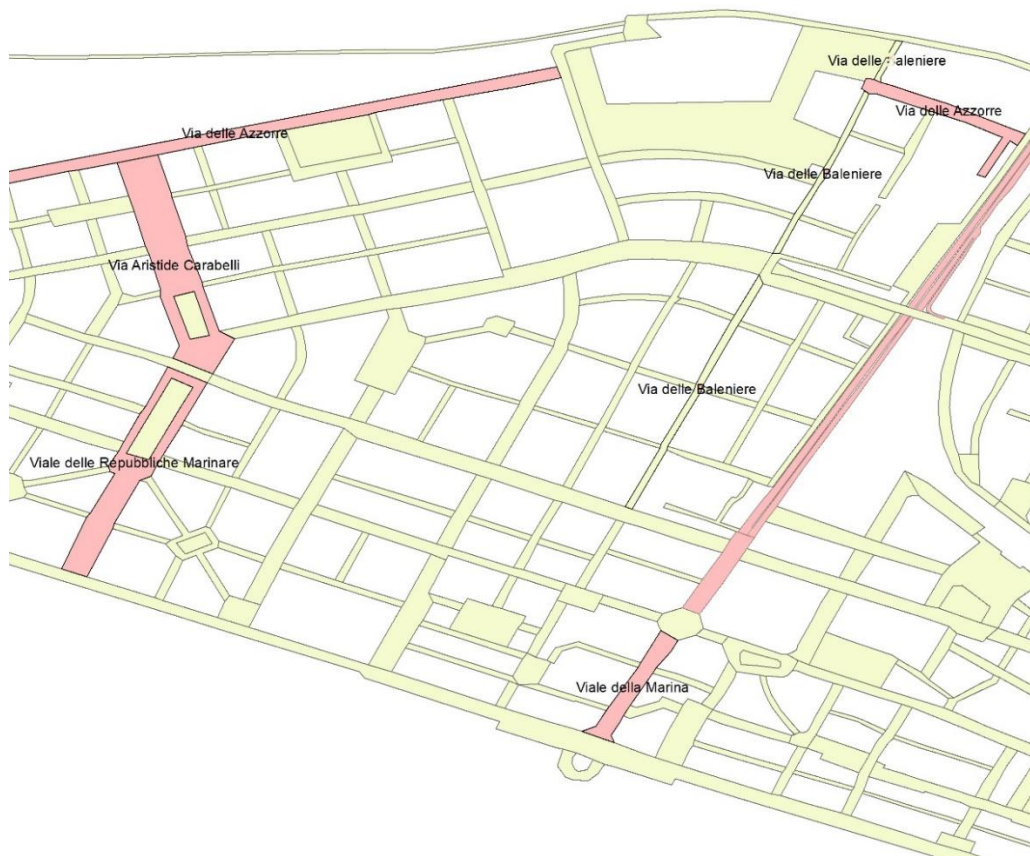 Via delle aleniere
Via delle Azzorre
Via delle Azzorre
Via delle Baleniere
Via Aristide Carabelli
Via delle Baleniere
Viale delle Repubbliche Marinare
Viale della Marina